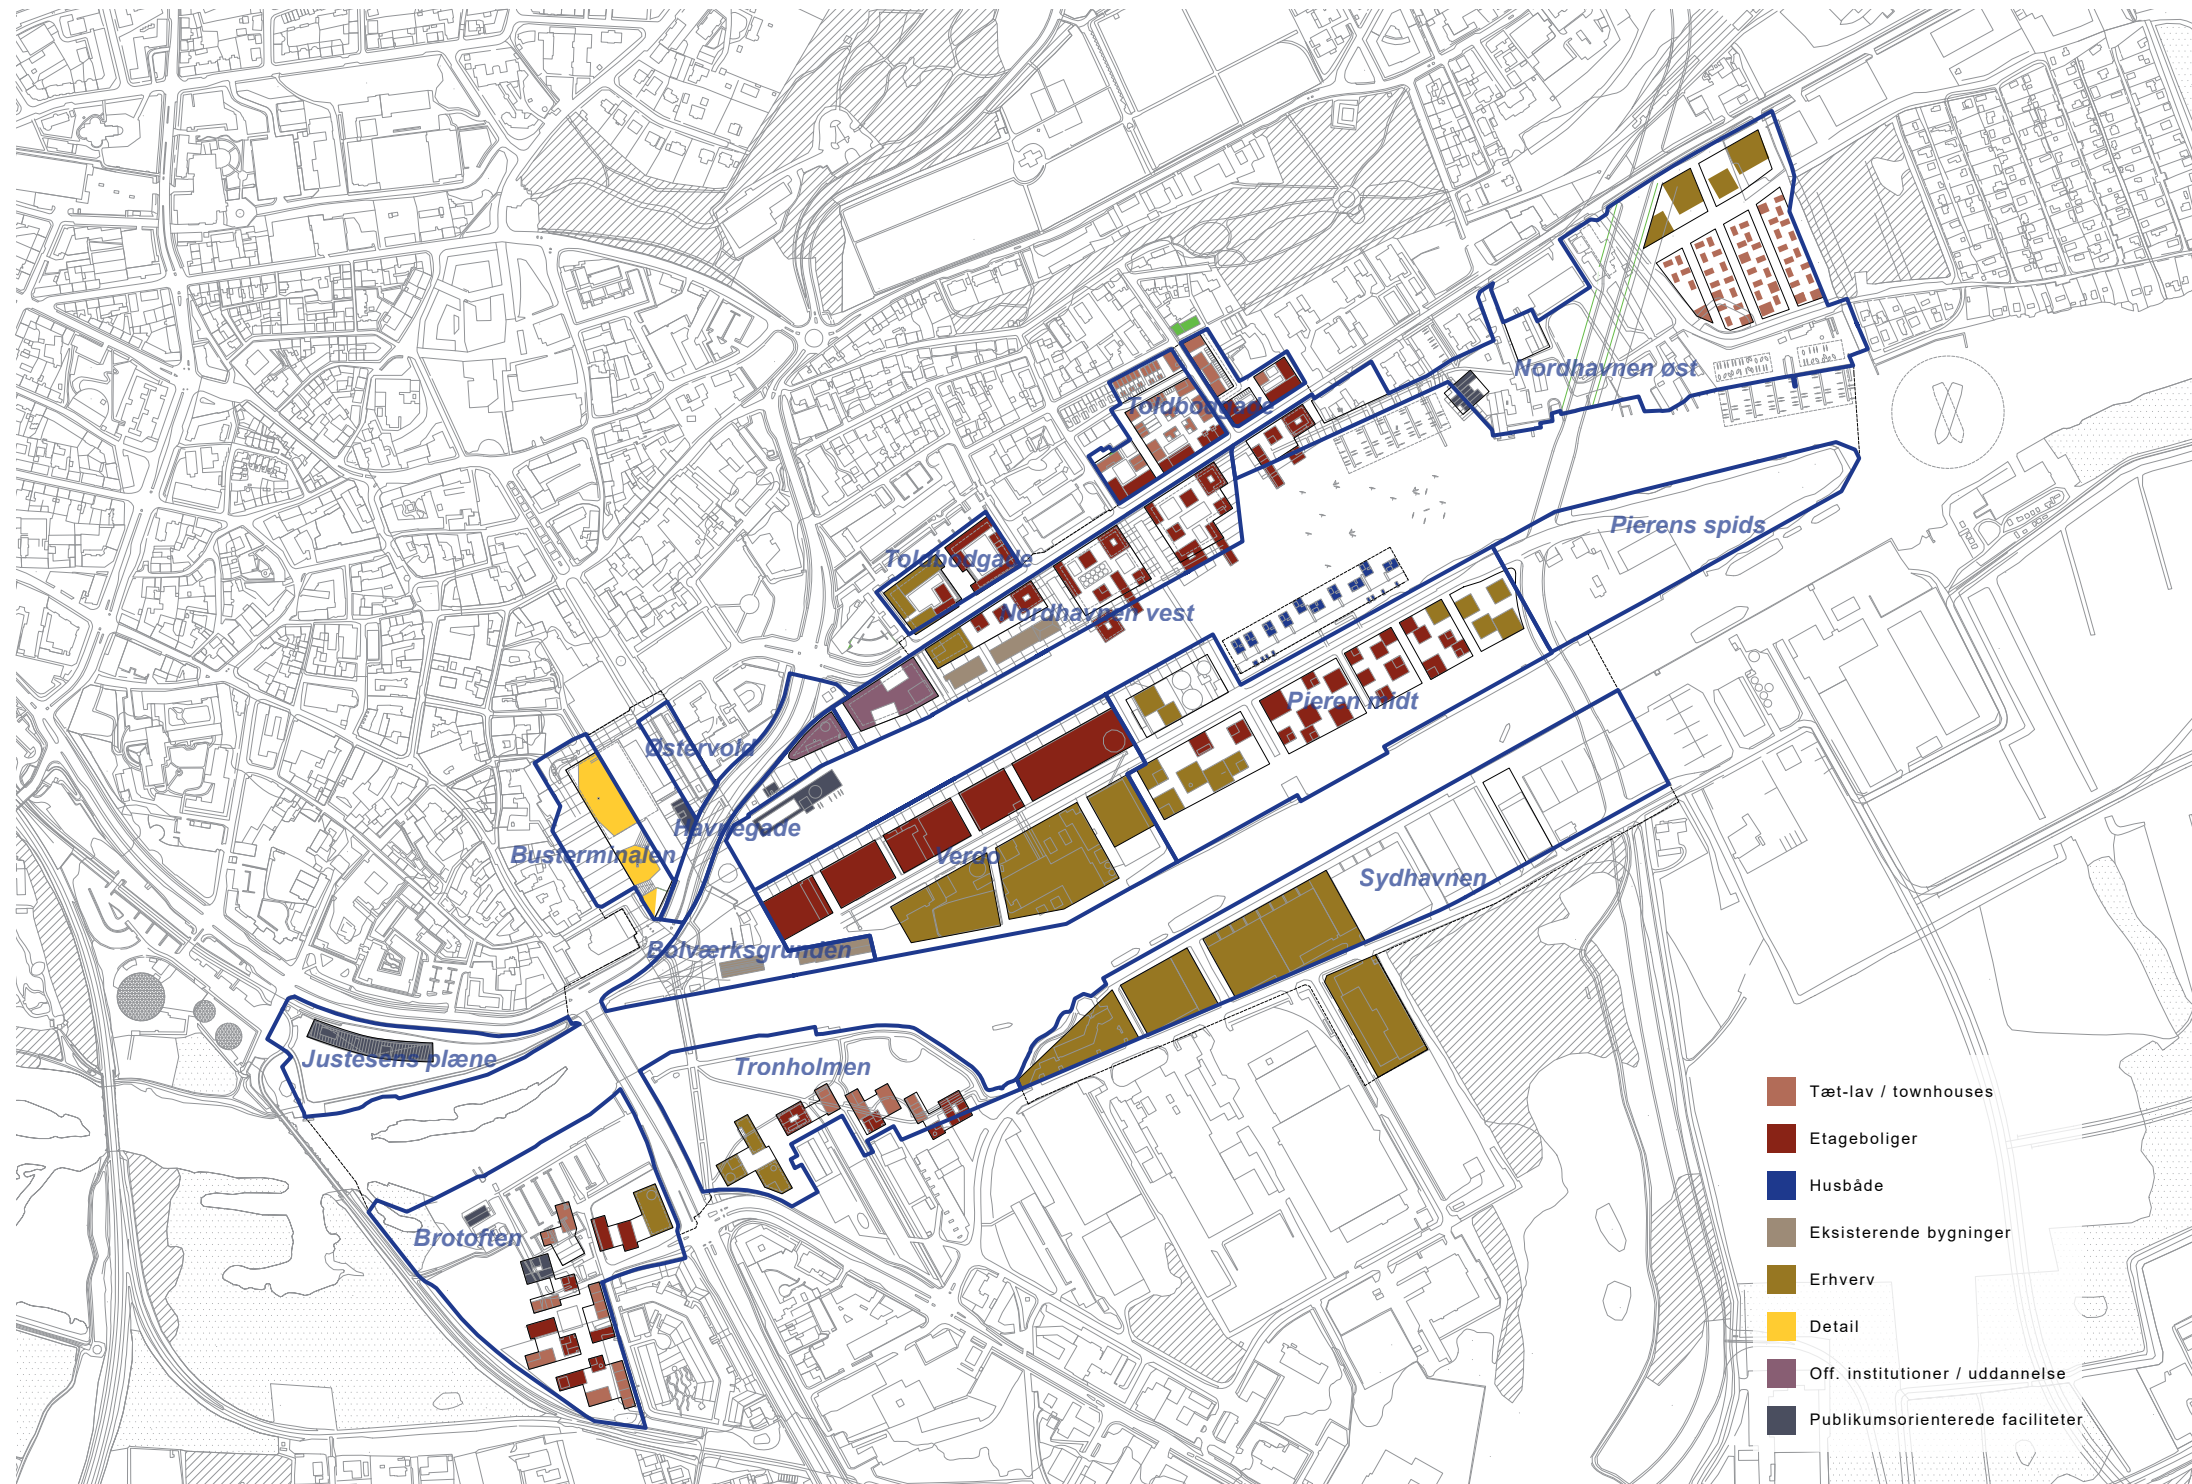 Nordhavnen øst
Toldbodgade
Pierens spids
Toldbodgade
Nordhavnen vest
Pieren midt
Østervold
Havnegade
Busterminalen
Verdo
Sydhavnen
Bolværksgrunden
Justesens plæne
Tronholmen
Brotoften
Tæt-lav / townhouses
Etageboliger
Husbåde
Eksisterende bygninger
Erhverv
Detail
Off. institutioner / uddannelse
Publikumsorienterede faciliteter